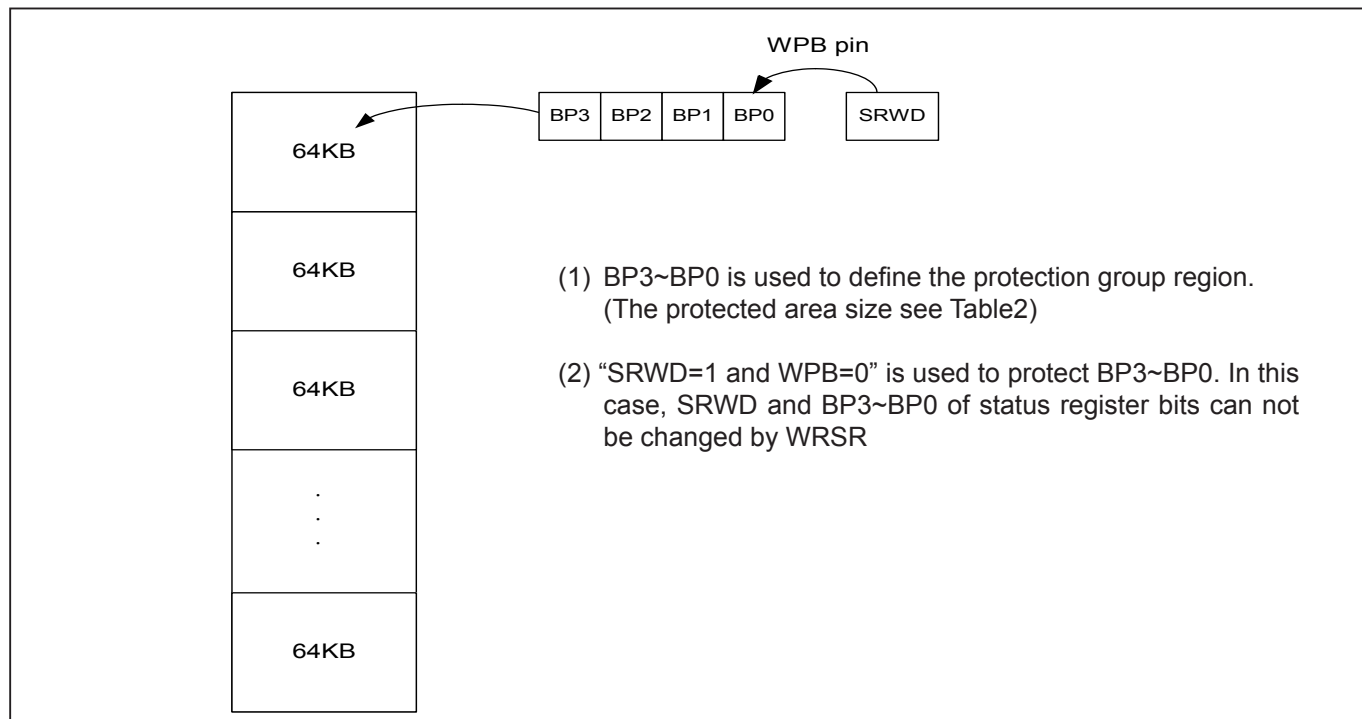 WPB pin
BP3 BP2 BP1 BP0 SRWD
64KB
64KB
(1) BP3~BP0 is used to define the protection group region.
(The protected area size see Table2)
64KB
(2) “SRWD=1 and WPB=0” is used to protect BP3~BP0. In this
case, SRWD and BP3~BP0 of status register bits can not
be changed by WRSR
.
.
.
64KB